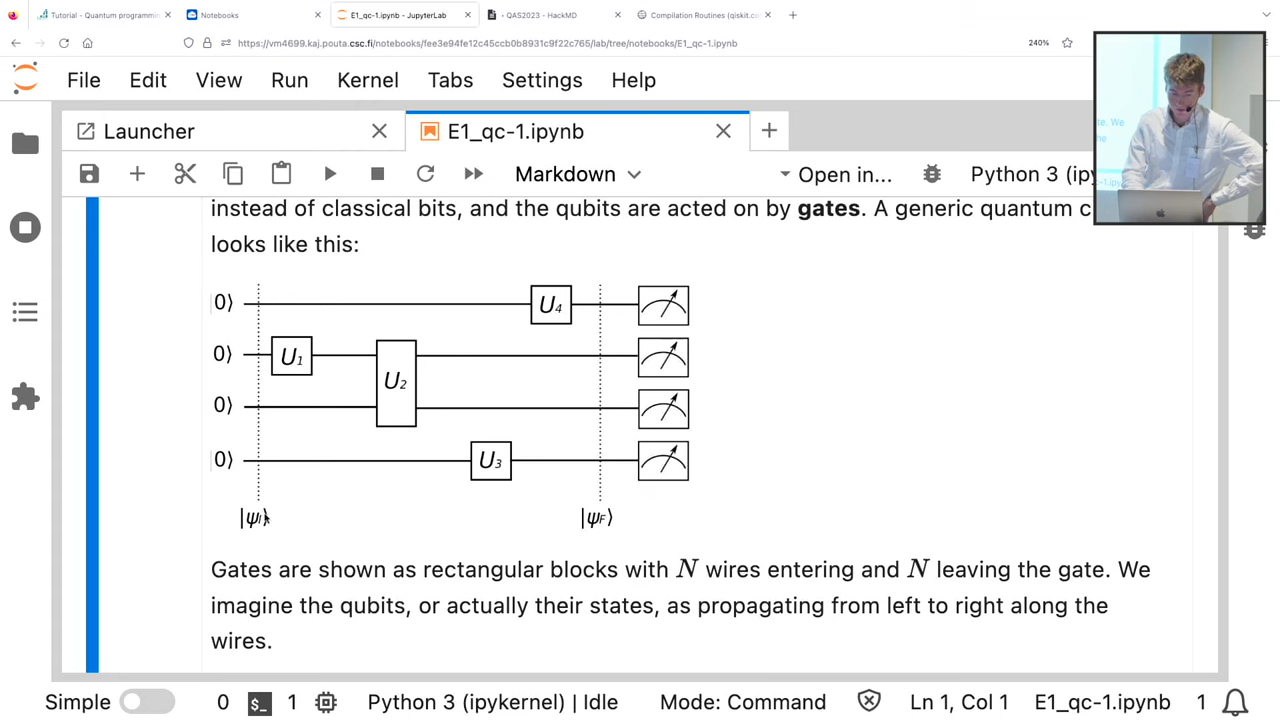 Tutorial - Quantum programmin
Notebooks
E1_qc-1.ipynb - JupyterLab
- QAS2023 - HackMD
Compilation Routines (qiskit.o
https://vm4699.kaj.pouta.csc.fi/notebooks/fee3e94fe12c45ccb0b8931c9f22c765/lab/tree/notebooks/E1_qc-1.ipynb
240%
File Edit View Run Kernel Tabs Settings Help
Launcher
E1_qc-1.ipynb
Markdown
Open in...
Python 3 (ipy
instead of classical bits, and the qubits are acted on by gates. A generic quantum c
looks like this:
|0⟩ U4
|0⟩ U1
U2
|0⟩
|0⟩ U3
|ψI⟩ |ψF⟩
Gates are shown as rectangular blocks with N wires entering and N leaving the gate. We
imagine the qubits, or actually their states, as propagating from left to right along the
wires.
Simple 0 $_ 1 Python 3 (ipykernel) | Idle Mode: Command Ln 1, Col 1 E1_qc-1.ipynb 1